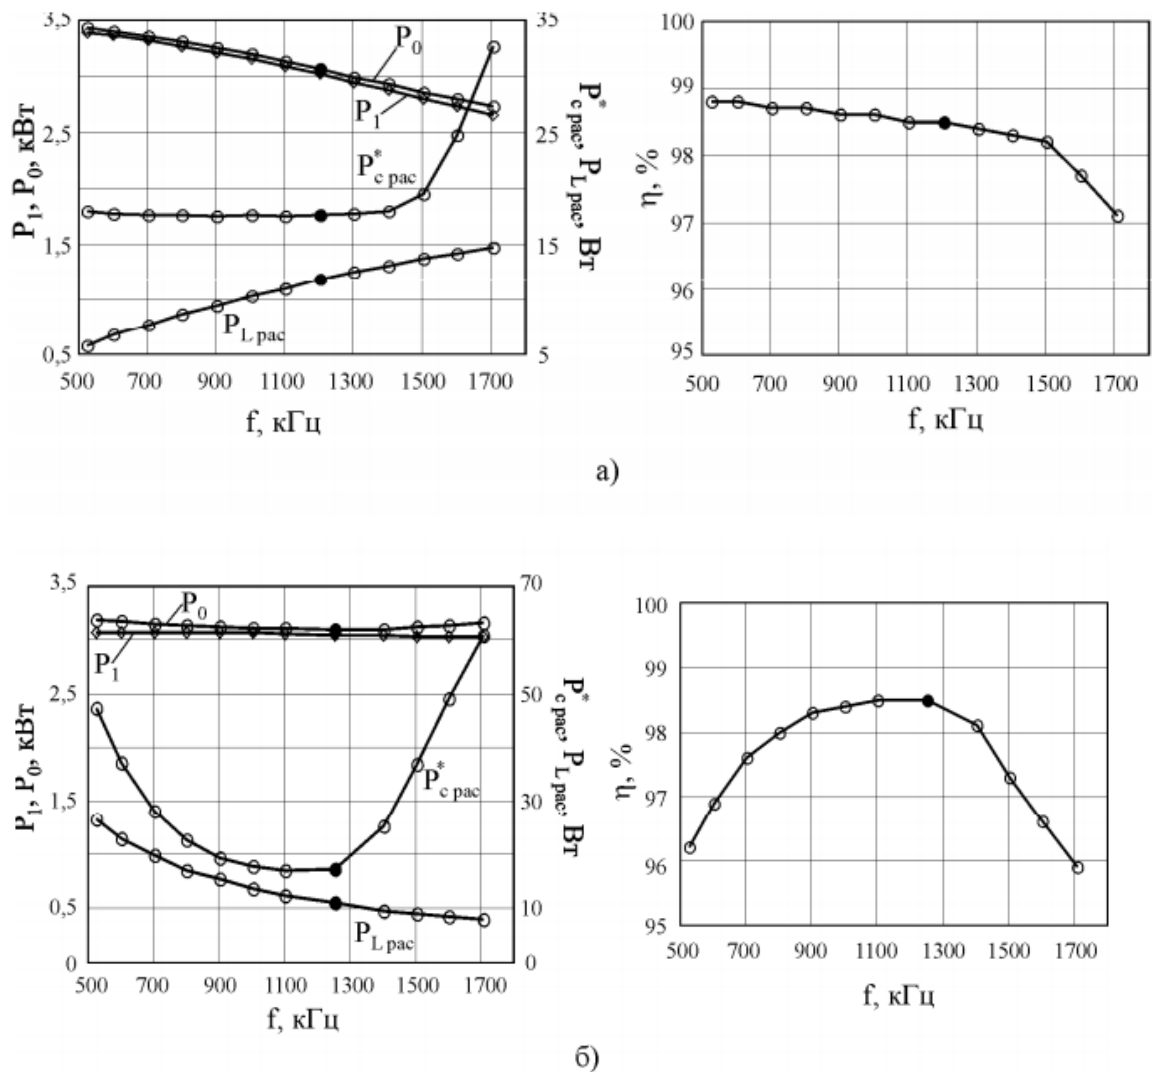 3,5
2,5
1,5
0,5
P₁, P₀, кВт
P₀
P₁
P*c рас
PL рас
35
25
15
5
P*c рас, PL рас, Вт
500 700 900 1100 1300 1500 1700
f, кГц
100
99
98
97
96
95
η, %
500 700 900 1100 1300 1500 1700
f, кГц
а)
3,5
2,5
1,5
0,5
0
P₁, P₀, кВт
P₀
P₁
P*c рас
PL рас
70
50
30
10
0
P*c рас, PL рас, Вт
500 700 900 1100 1300 1500 1700
f, кГц
100
99
98
97
96
95
η, %
500 700 900 1100 1300 1500 1700
f, кГц
б)